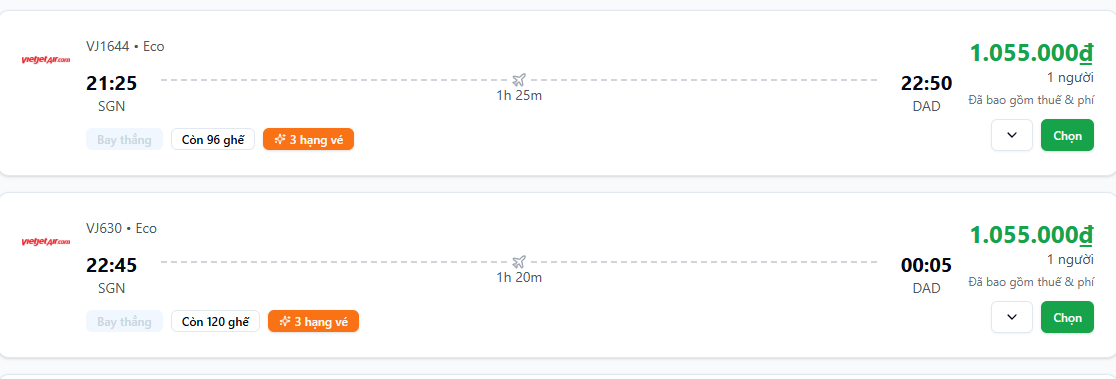 VJ1644 • Eco
vietjetAir.com
21:25
SGN
1h 25m
22:50
DAD
1.055.000₫
1 người
Đã bao gồm thuế & phí
Bay thẳng
Còn 96 ghế
3 hạng vé
Chọn
VJ630 • Eco
vietjetAir.com
22:45
SGN
1h 20m
00:05
DAD
1.055.000₫
1 người
Đã bao gồm thuế & phí
Bay thẳng
Còn 120 ghế
3 hạng vé
Chọn